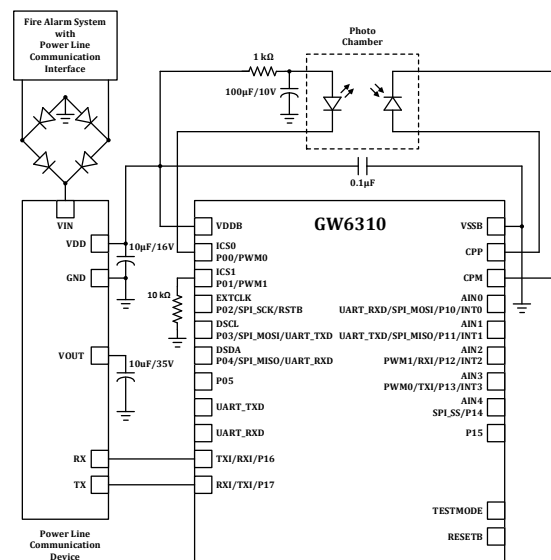 Fire Alarm System
with
Power Line
Communication
Interface
Photo
Chamber
1 kΩ
100µF/10V
0.1µF
VIN
VDD
10µF/16V
GND
10 kΩ
VOUT
10uF/35V
RX
TX
Power Line
Communication
Device
GW6310
VDDB
ICS0
P00/PWM0
ICS1
P01/PWM1
EXTCLK
P02/SPI_SCK/RSTB
DSCL
P03/SPI_MOSI/UART_TXD
DSDA
P04/SPI_MISO/UART_RXD
P05
UART_TXD
UART_RXD
TXI/RXI/P16
RXI/TXI/P17
VSSB
CPP
CPM
AIN0
UART_RXD/SPI_MOSI/P10/INT0
AIN1
UART_TXD/SPI_MISO/P11/INT1
AIN2
PWM1/RXI/P12/INT2
AIN3
PWM0/TXI/P13/INT3
AIN4
SPI_SS/P14
P15
TESTMODE
RESETB